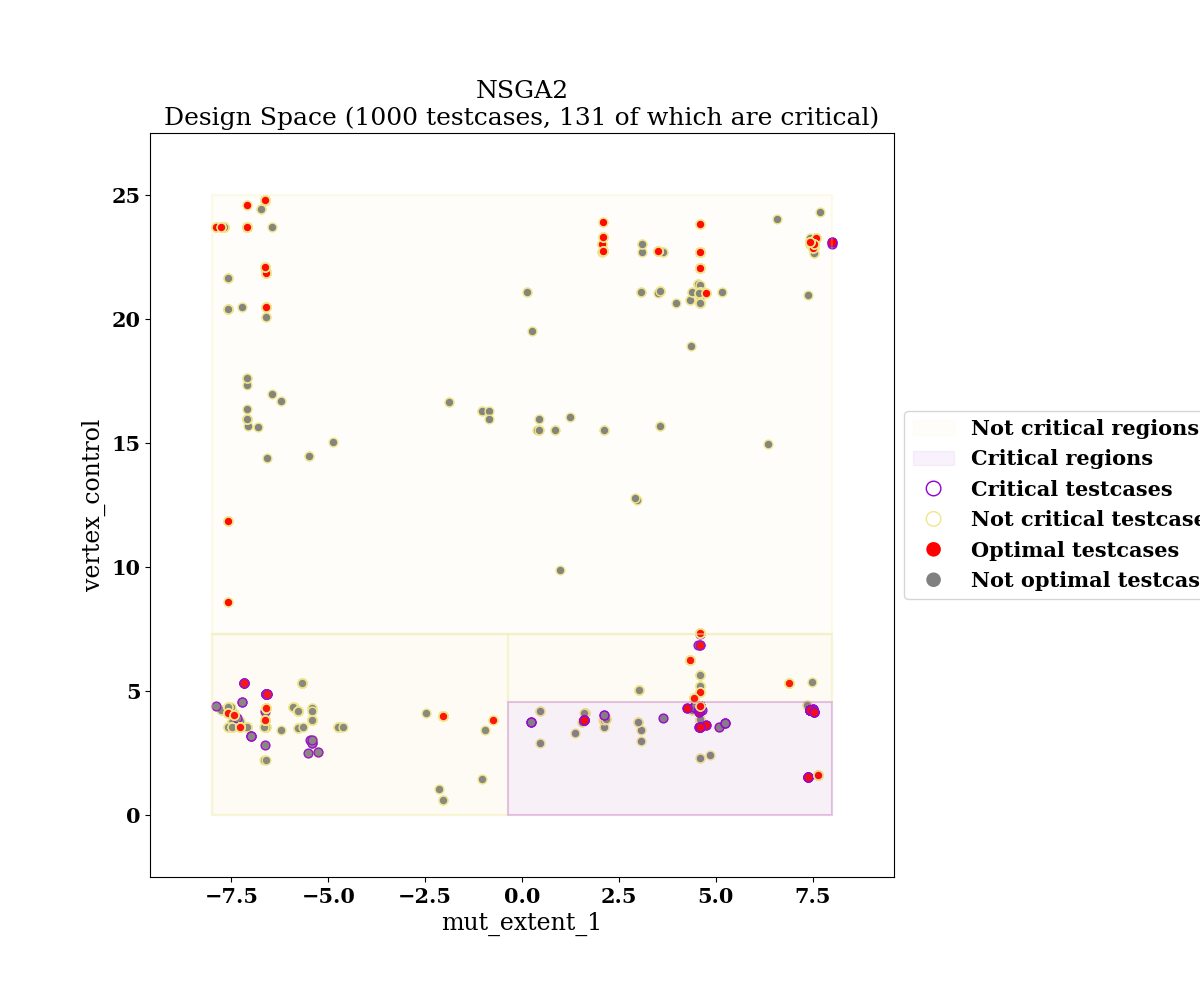 NSGA2
Design Space (1000 testcases, 131 of which are critical)
25
20
15
10
5
0
vertex_control
−7.5 −5.0 −2.5 0.0 2.5 5.0 7.5
mut_extent_1
Not critical regions
Critical regions
Critical testcases
Not critical testcase
Optimal testcases
Not optimal testcas